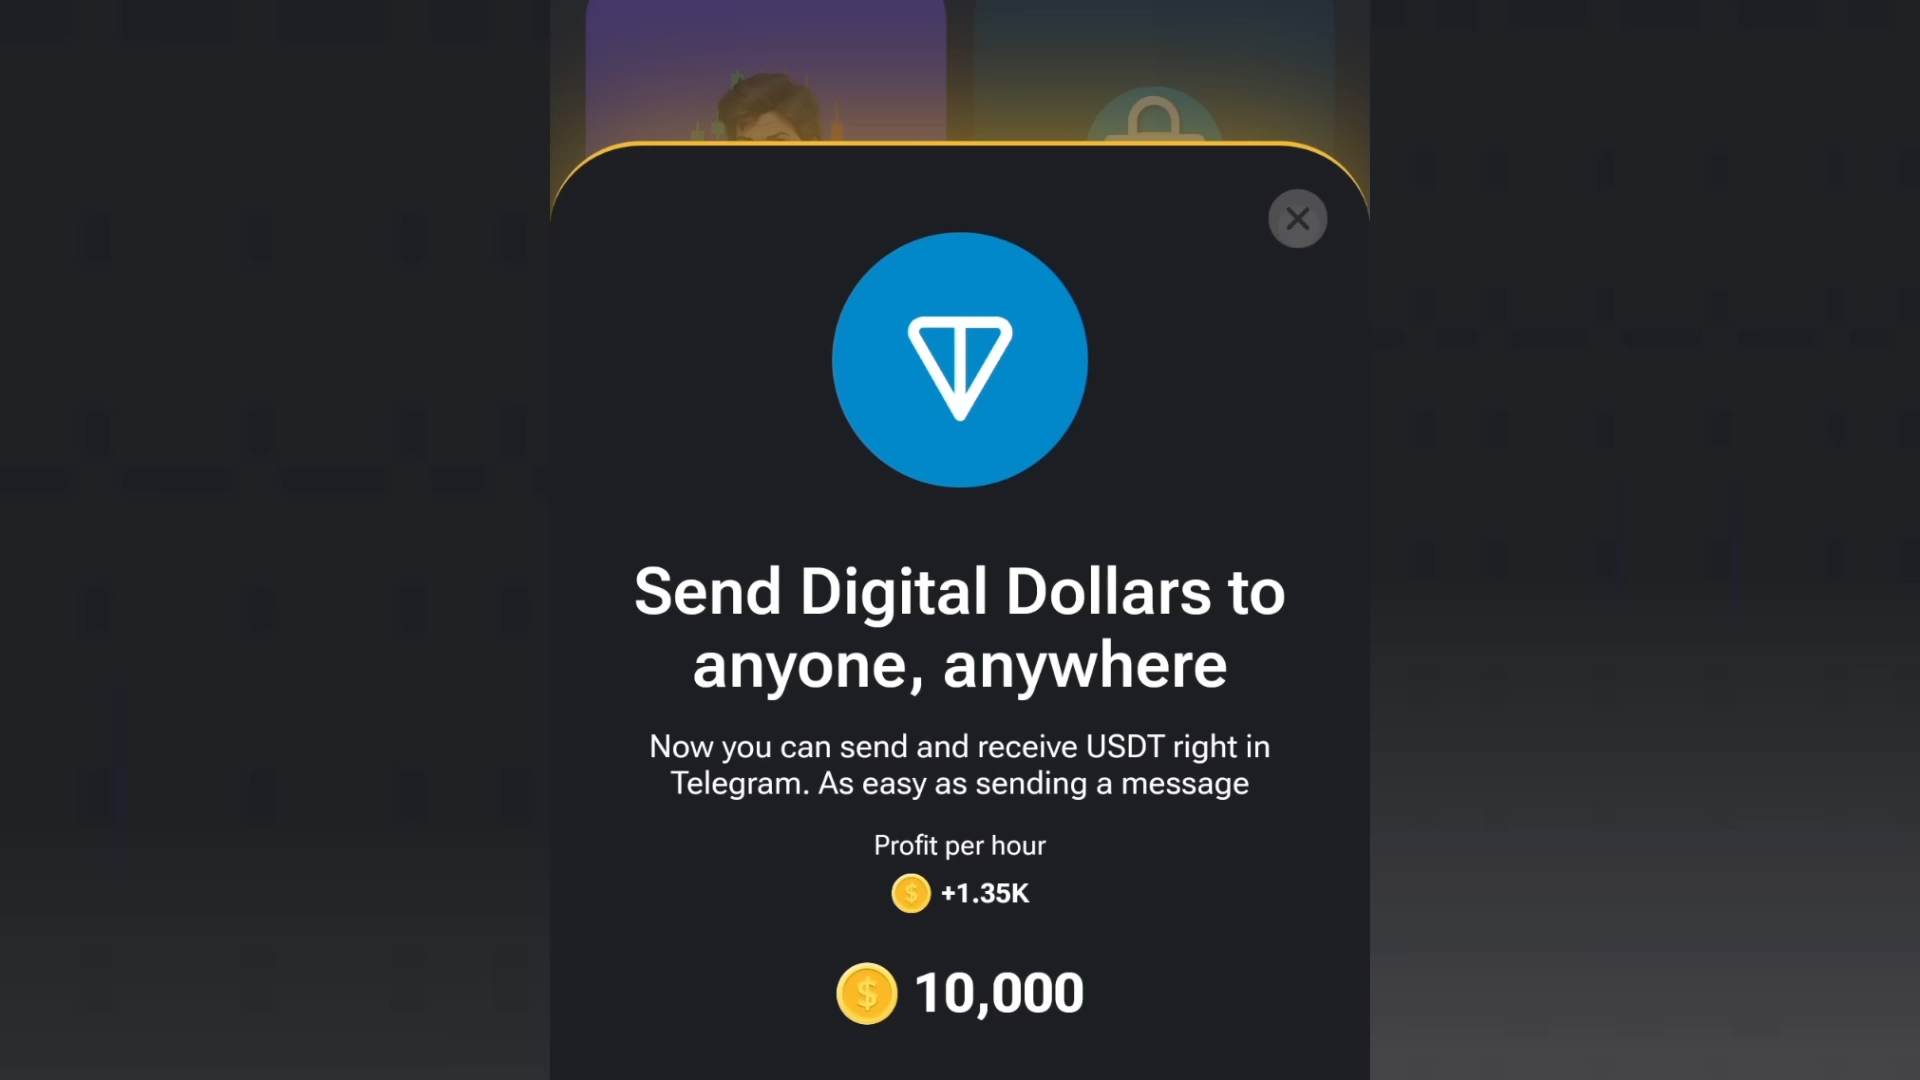 Send Digital Dollars to
anyone, anywhere
Now you can send and receive USDT right in
Telegram. As easy as sending a message
Profit per hour
$ +1.35K
$ 10,000